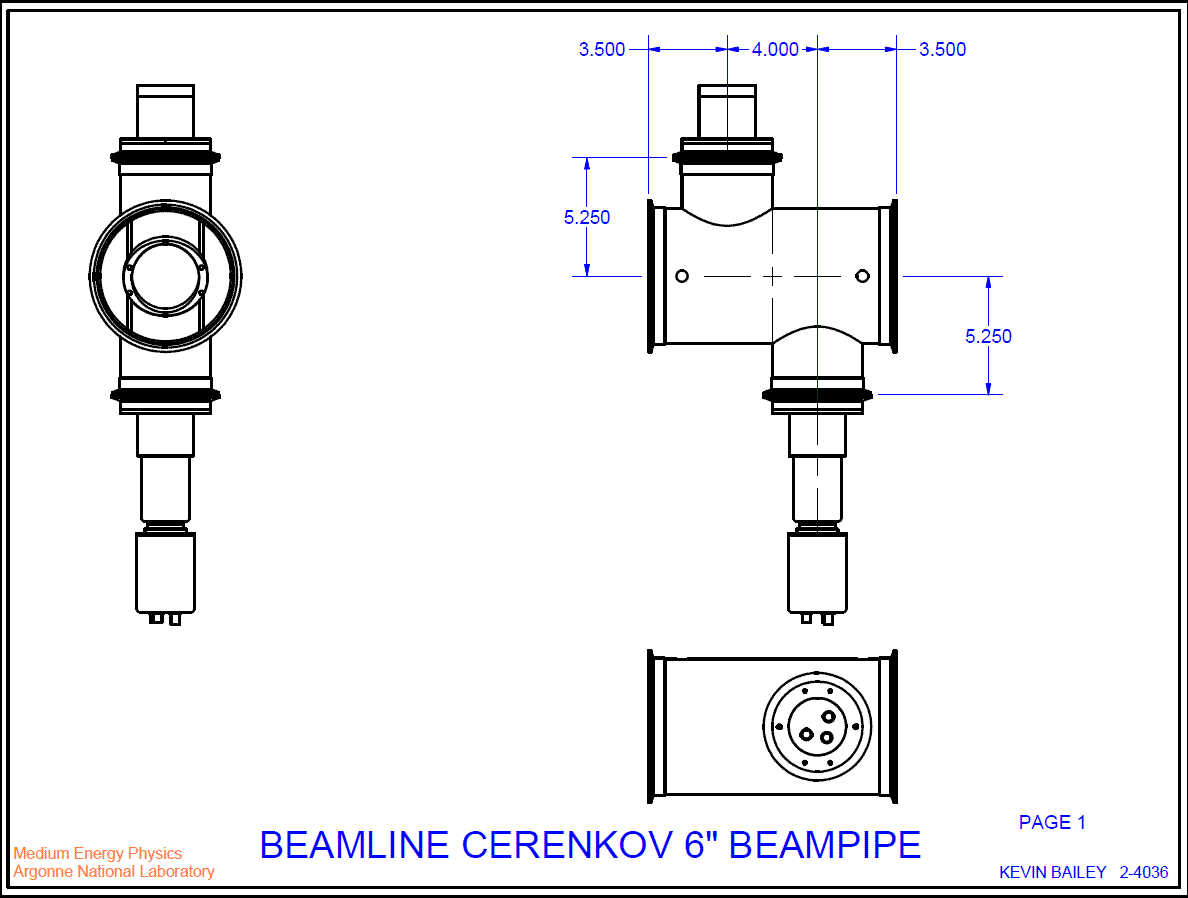 3.500 4.000 3.500
5.250
5.250
PAGE 1
BEAMLINE CERENKOV 6" BEAMPIPE
Medium Energy Physics
Argonne National Laboratory
KEVIN BAILEY 2-4036